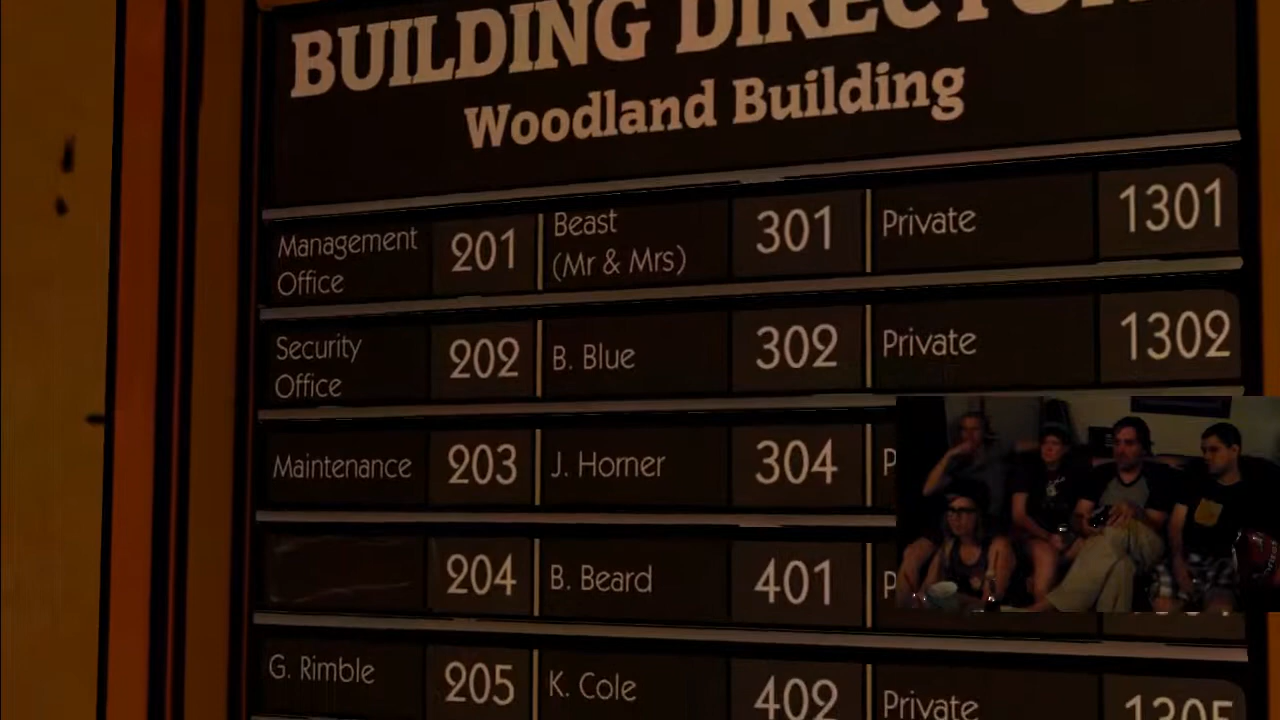 BUILDING
Woodland Building
Management Office 201 Beast (Mr & Mrs) 301 Private 1301
Security Office 202 B. Blue 302 Private 1302
Maintenance 203 J. Horner 304
204 B. Beard 401
G. Rimble 205 K. Cole 402 Private 1305